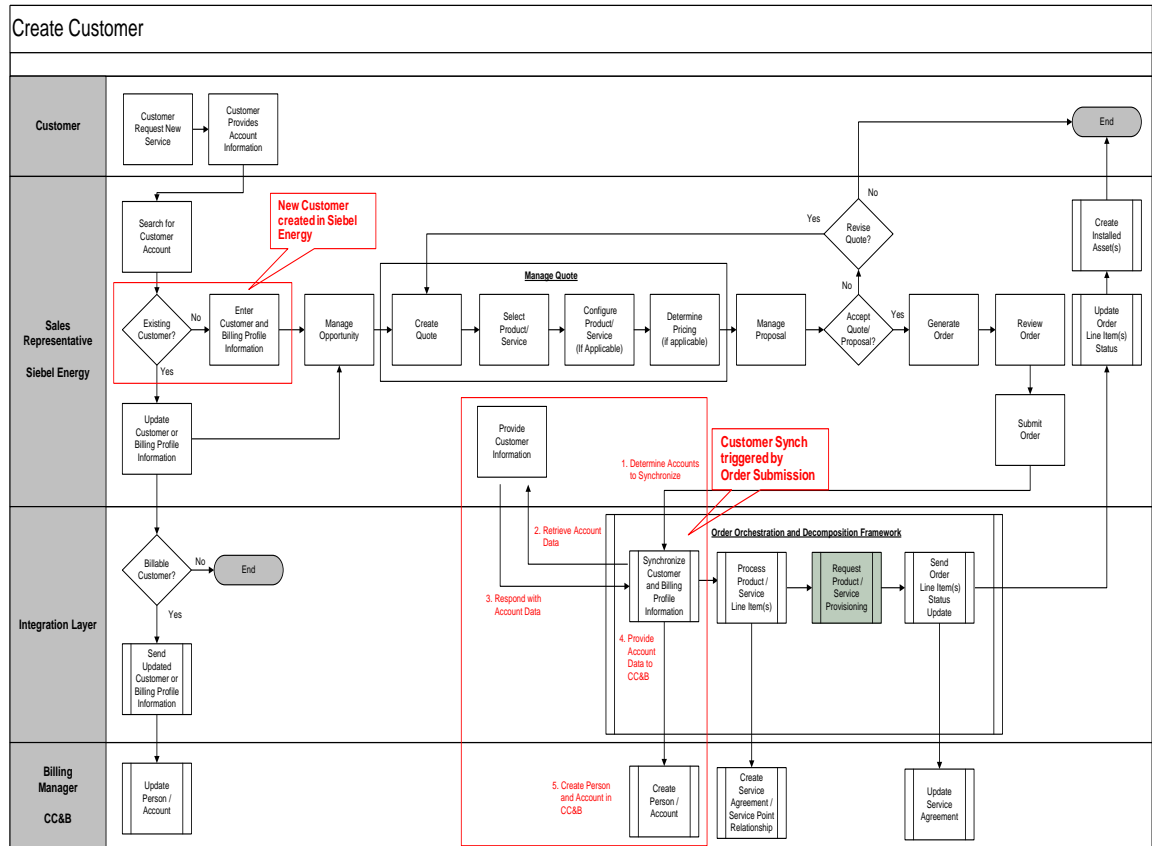 Create Customer
Customer
Customer
Request New
Service
Customer
Provides
Account
Information
End
Sales
Representative
Siebel Energy
Search for
Customer
Account
New Customer
created in Siebel
Energy
Existing
Customer?
No
Yes
Enter
Customer and
Billing Profile
Information
Manage
Opportunity
Manage Quote
Create
Quote
Select
Product/
Service
Configure
Product/
Service
(If Applicable)
Determine
Pricing
(if applicable)
Manage
Proposal
Yes
Revise
Quote?
No
No
Accept
Quote/
Proposal?
Yes
Generate
Order
Review
Order
Create
Installed
Asset(s)
Update
Order
Line Item(s)
Status
Update
Customer or
Billing Profile
Information
Provide
Customer
Information
Submit
Order
1. Determine Accounts
to Synchronize
Customer Synch
triggered by
Order Submission
Integration Layer
Billable
Customer?
No
End
Yes
Send
Updated
Customer or
Billing Profile
Information
2. Retrieve Account
Data
3. Respond with
Account Data
Order Orchestration and Decomposition Framework
Synchronize
Customer
and Billing
Profile
Information
Process
Product /
Service
Line Item(s)
Request
Product /
Service
Provisioning
Send
Order
Line Item(s)
Status
Update
4. Provide
Account
Data to
CC&B
Billing
Manager
CC&B
Update
Person /
Account
5. Create Person
and Account in
CC&B
Create
Person /
Account
Create
Service
Agreement /
Service Point
Relationship
Update
Service
Agreement